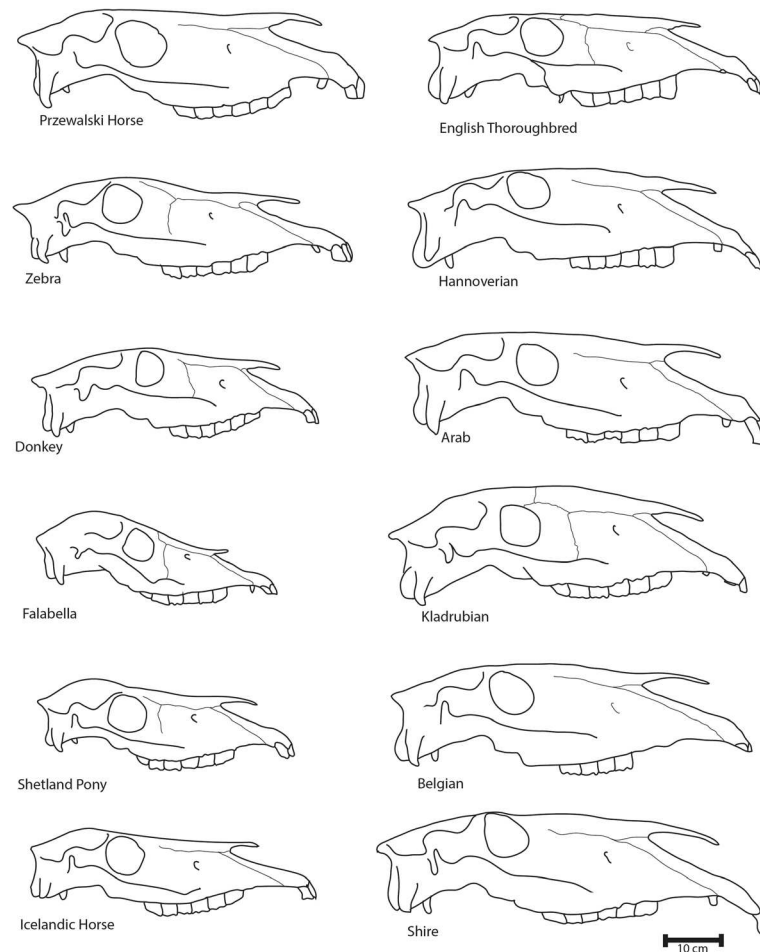 Przewalski Horse
English Thoroughbred
Zebra
Hannoverian
Donkey
Arab
Falabella
Kladrubian
Shetland Pony
Belgian
Icelandic Horse
Shire
10 cm